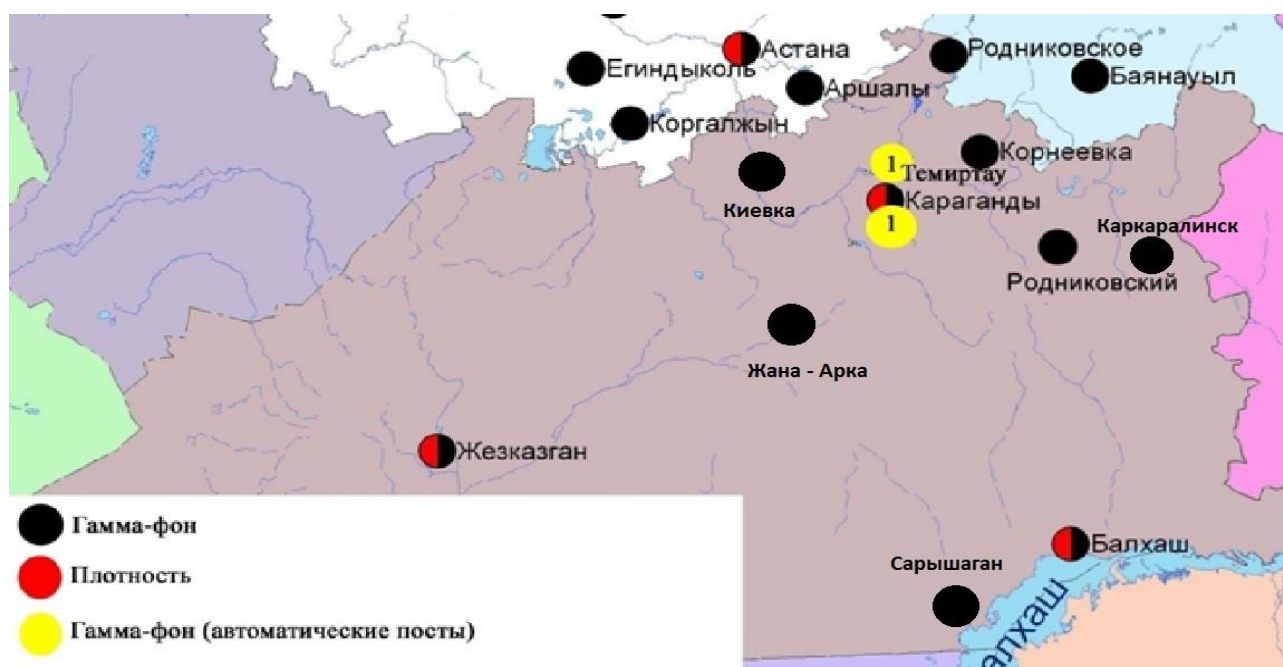 Астана
Родниковское
Егиндыколь
Баянауыл
Аршалы
Коргалжын
Корнеевка
1
Темиртау
Караганды
Киевка
1
Каркаралинск
Родниковский
Жана - Арка
Жезказган
Гамма-фон
Балхаш
Сарышаган
Плотность
Гамма-фон (автоматические посты)
алхаш